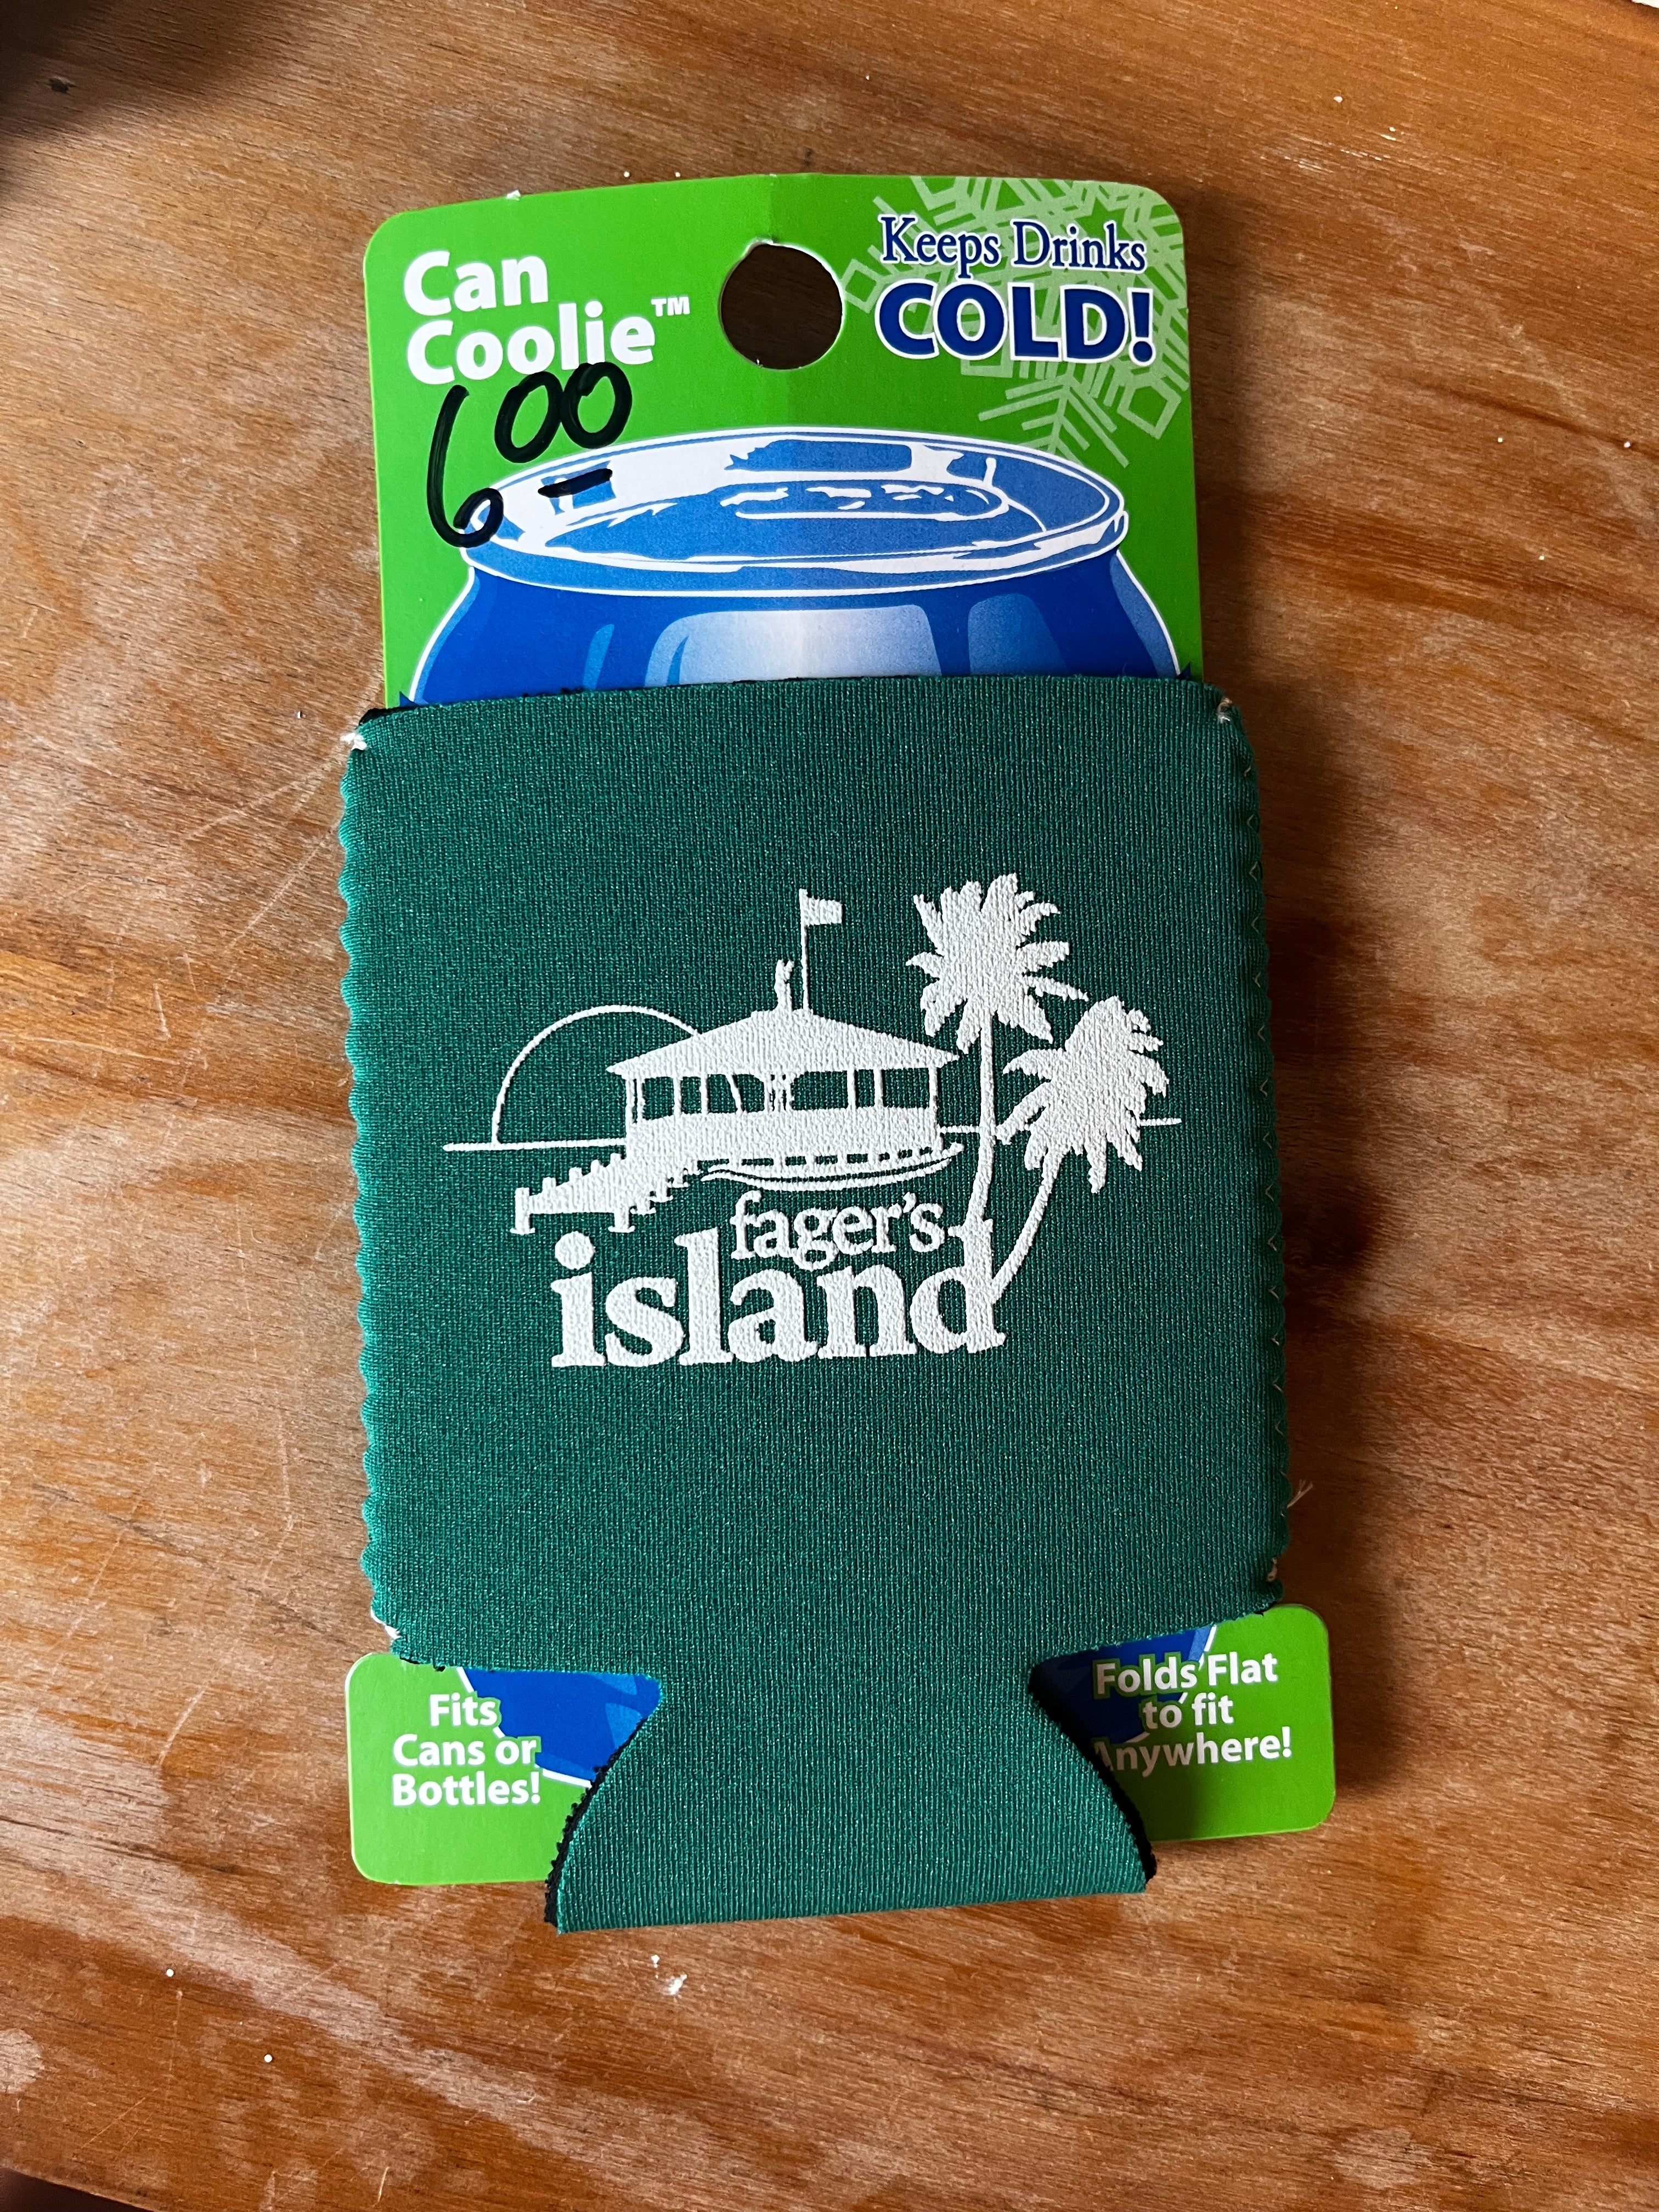 Can
Coolie™
Keeps Drinks
COLD!
6 00
fager's
island
Fits
Cans or
Bottles!
Folds Flat
to fit
Anywhere!